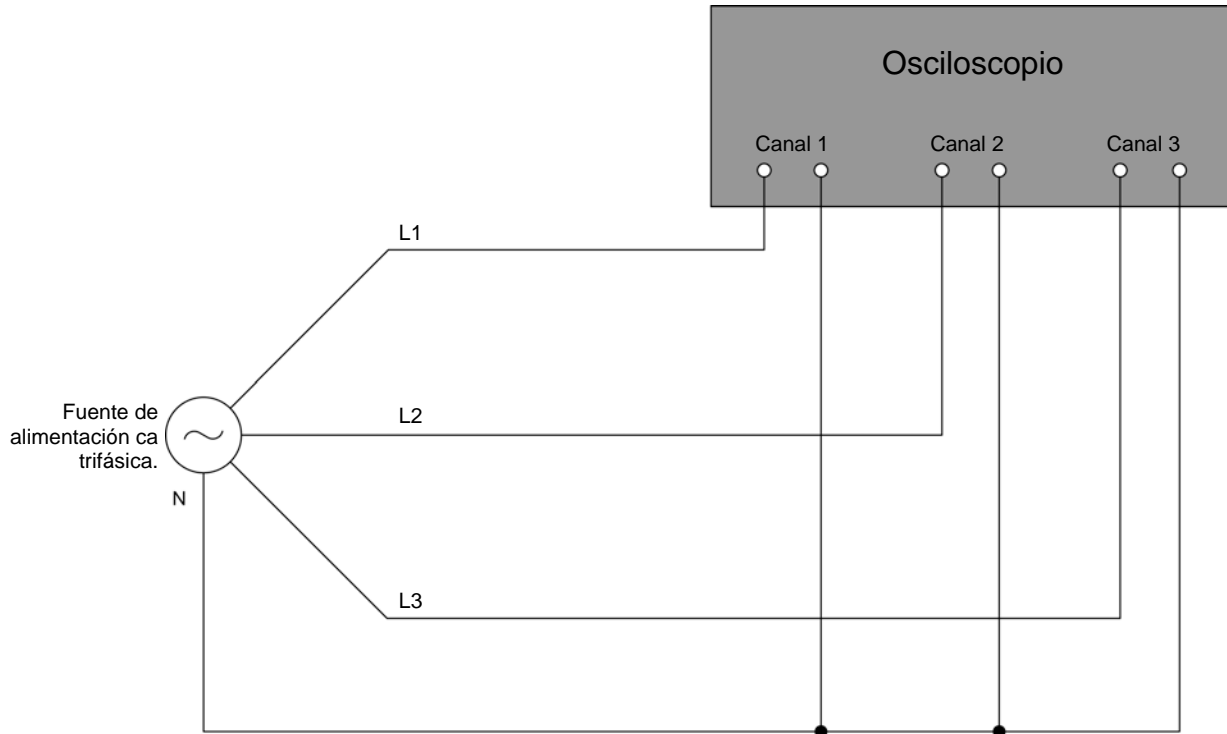 Osciloscopio
Canal 1
Canal 2
Canal 3
L1
L2
Fuente de
alimentación ca
trifásica.
N
L3